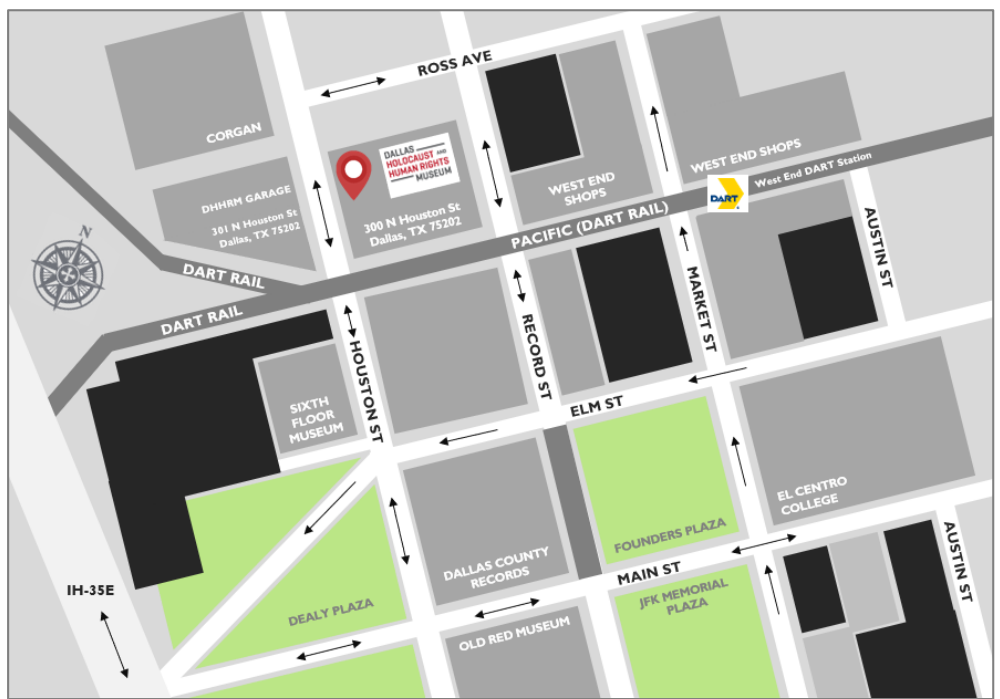 ROSS AVE
CORGAN
DALLAS
HOLOCAUST AND
HUMAN RIGHTS
MUSEUM
300 N Houston St
Dallas, TX 75202
DHHRM GARAGE
301 N Houston St
Dallas, TX 75202
WEST END
SHOPS
WEST END SHOPS
DART
West End DART Station
PACIFIC (DART RAIL)
N
DART RAIL
DART RAIL
AUSTIN ST
HOUSTON ST
RECORD ST
MARKET ST
SIXTH
FLOOR
MUSEUM
ELM ST
EL CENTRO
COLLEGE
FOUNDERS PLAZA
DALLAS COUNTY
RECORDS
MAIN ST
AUSTIN ST
IH-35E
DEALY PLAZA
JFK MEMORIAL
PLAZA
OLD RED MUSEUM